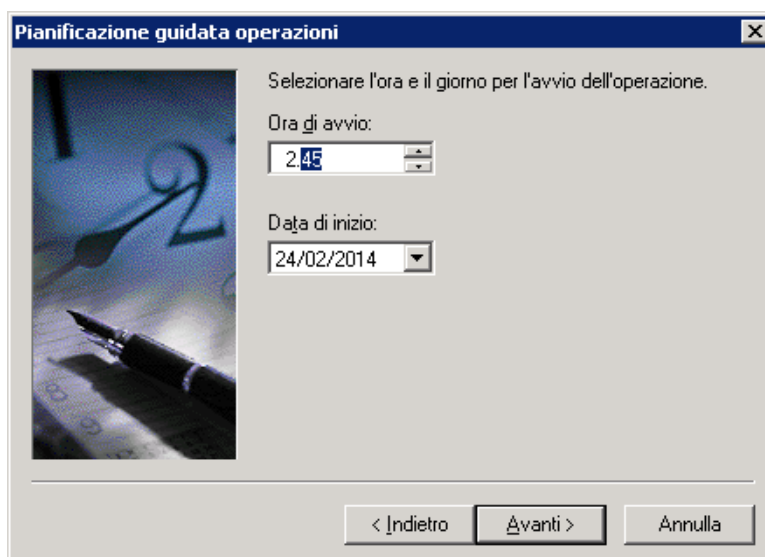 Pianificazione guidata operazioni
Selezionare l'ora e il giorno per l'avvio dell'operazione.
Ora di avvio:
2.45
2
Data di inizio:
24/02/2014
< Indietro
Avanti >
Annulla